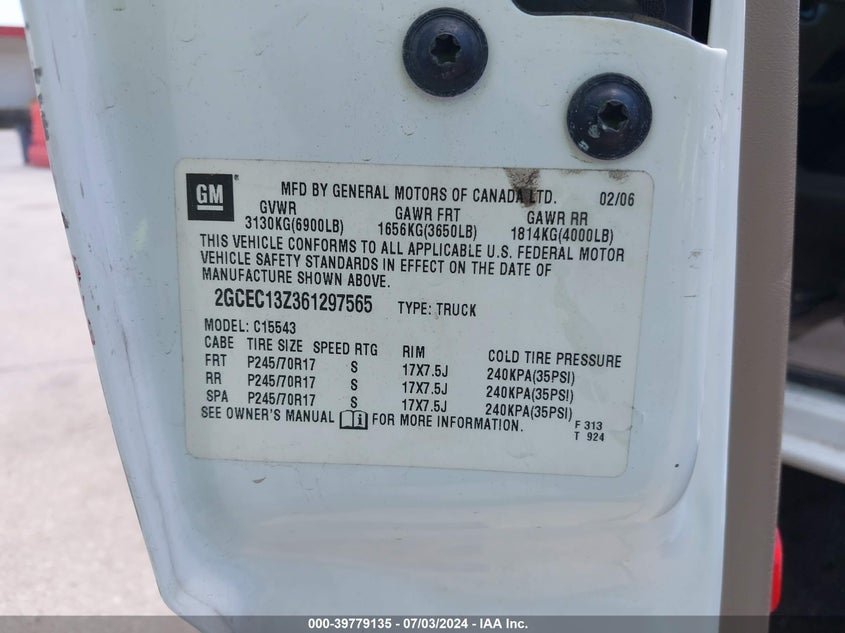 GM
MFD BY GENERAL MOTORS OF CANADA LTD. 02/06
GVWR GAWR FRT GAWR RR
3130KG(6900LB) 1656KG(3650LB) 1814KG(4000LB)
THIS VEHICLE CONFORMS TO ALL APPLICABLE U.S. FEDERAL MOTOR
VEHICLE SAFETY STANDARDS IN EFFECT ON THE DATE OF
MANUFACTURE SHOWN ABOVE.
2GCEC13Z361297565 TYPE: TRUCK
MODEL: C15543
CABE TIRE SIZE SPEED RTG RIM COLD TIRE PRESSURE
FRT P245/70R17 S 17X7.5J 240KPA(35PSI)
RR P245/70R17 S 17X7.5J 240KPA(35PSI)
SPA P245/70R17 S 17X7.5J 240KPA(35PSI)
SEE OWNER'S MANUAL i FOR MORE INFORMATION.
F 313
T 924
000-39779135 - 07/03/2024 - IAA Inc.